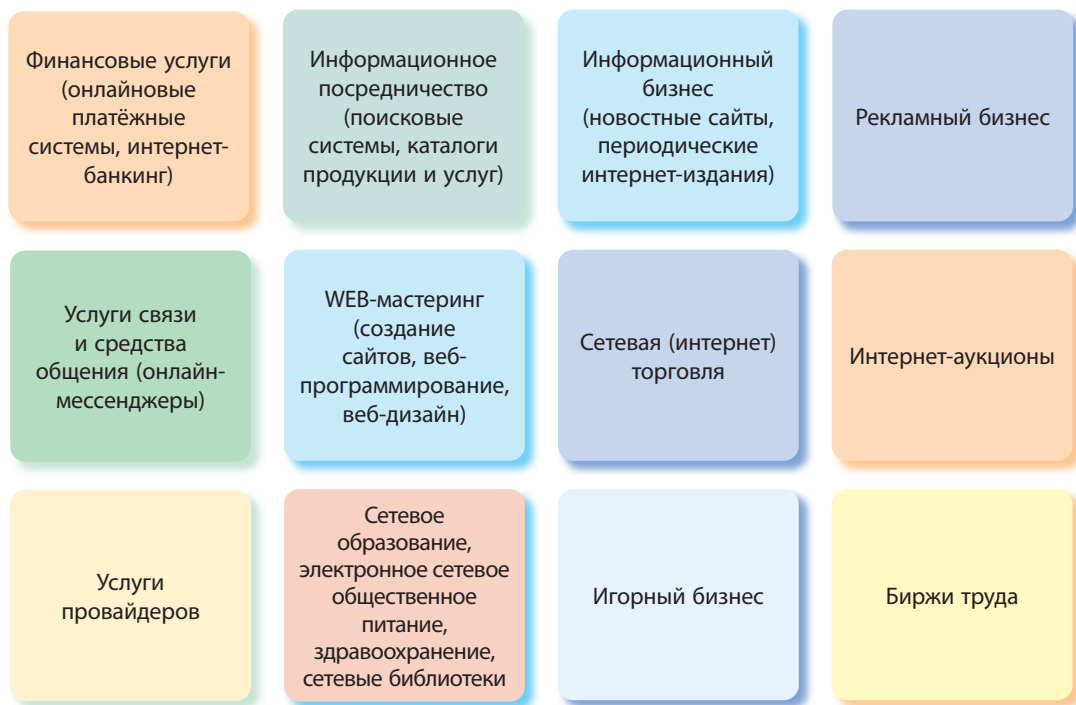 Финансовые услуги
(онлайновые
платёжные
системы, интернет-
банкинг)
Информационное
посредничество
(поисковые
системы, каталоги
продукции и услуг)
Информационный
бизнес
(новостные сайты,
периодические
интернет-издания)
Рекламный бизнес
Услуги связи
и средства
общения (онлайн-
мессенджеры)
WEB-мастеринг
(создание
сайтов, веб-
программирование,
веб-дизайн)
Сетевая (интернет)
торговля
Интернет-аукционы
Услуги
провайдеров
Сетевое
образование,
электронное сетевое
общественное
питание,
здравоохранение,
сетевые библиотеки
Игорный бизнес
Биржи труда